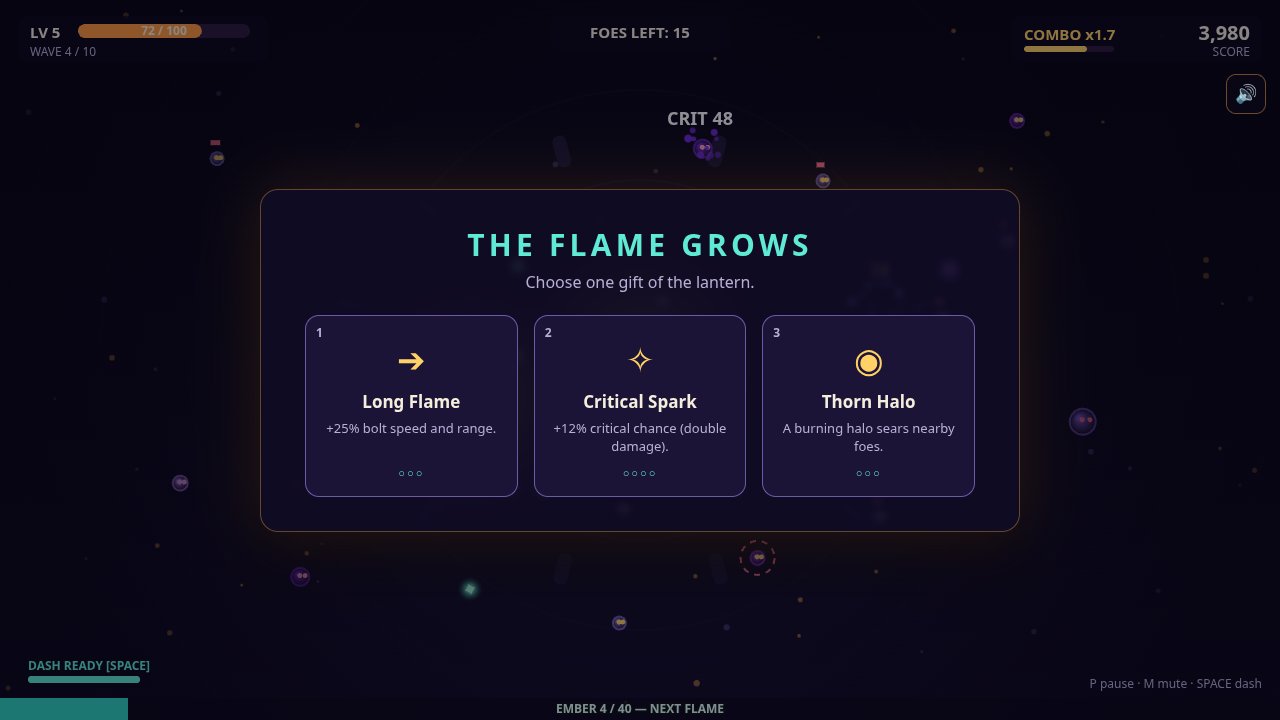 LV 5
72 / 100
WAVE 4 / 10
FOES LEFT: 15
COMBO x1.7
3,980
SCORE
CRIT 48
THE FLAME GROWS
Choose one gift of the lantern.
1
Long Flame
+25% bolt speed and range.
2
Critical Spark
+12% critical chance (double
damage).
3
Thorn Halo
A burning halo sears nearby
foes.
DASH READY [SPACE]
P pause · M mute · SPACE dash
EMBER 4 / 40 — NEXT FLAME